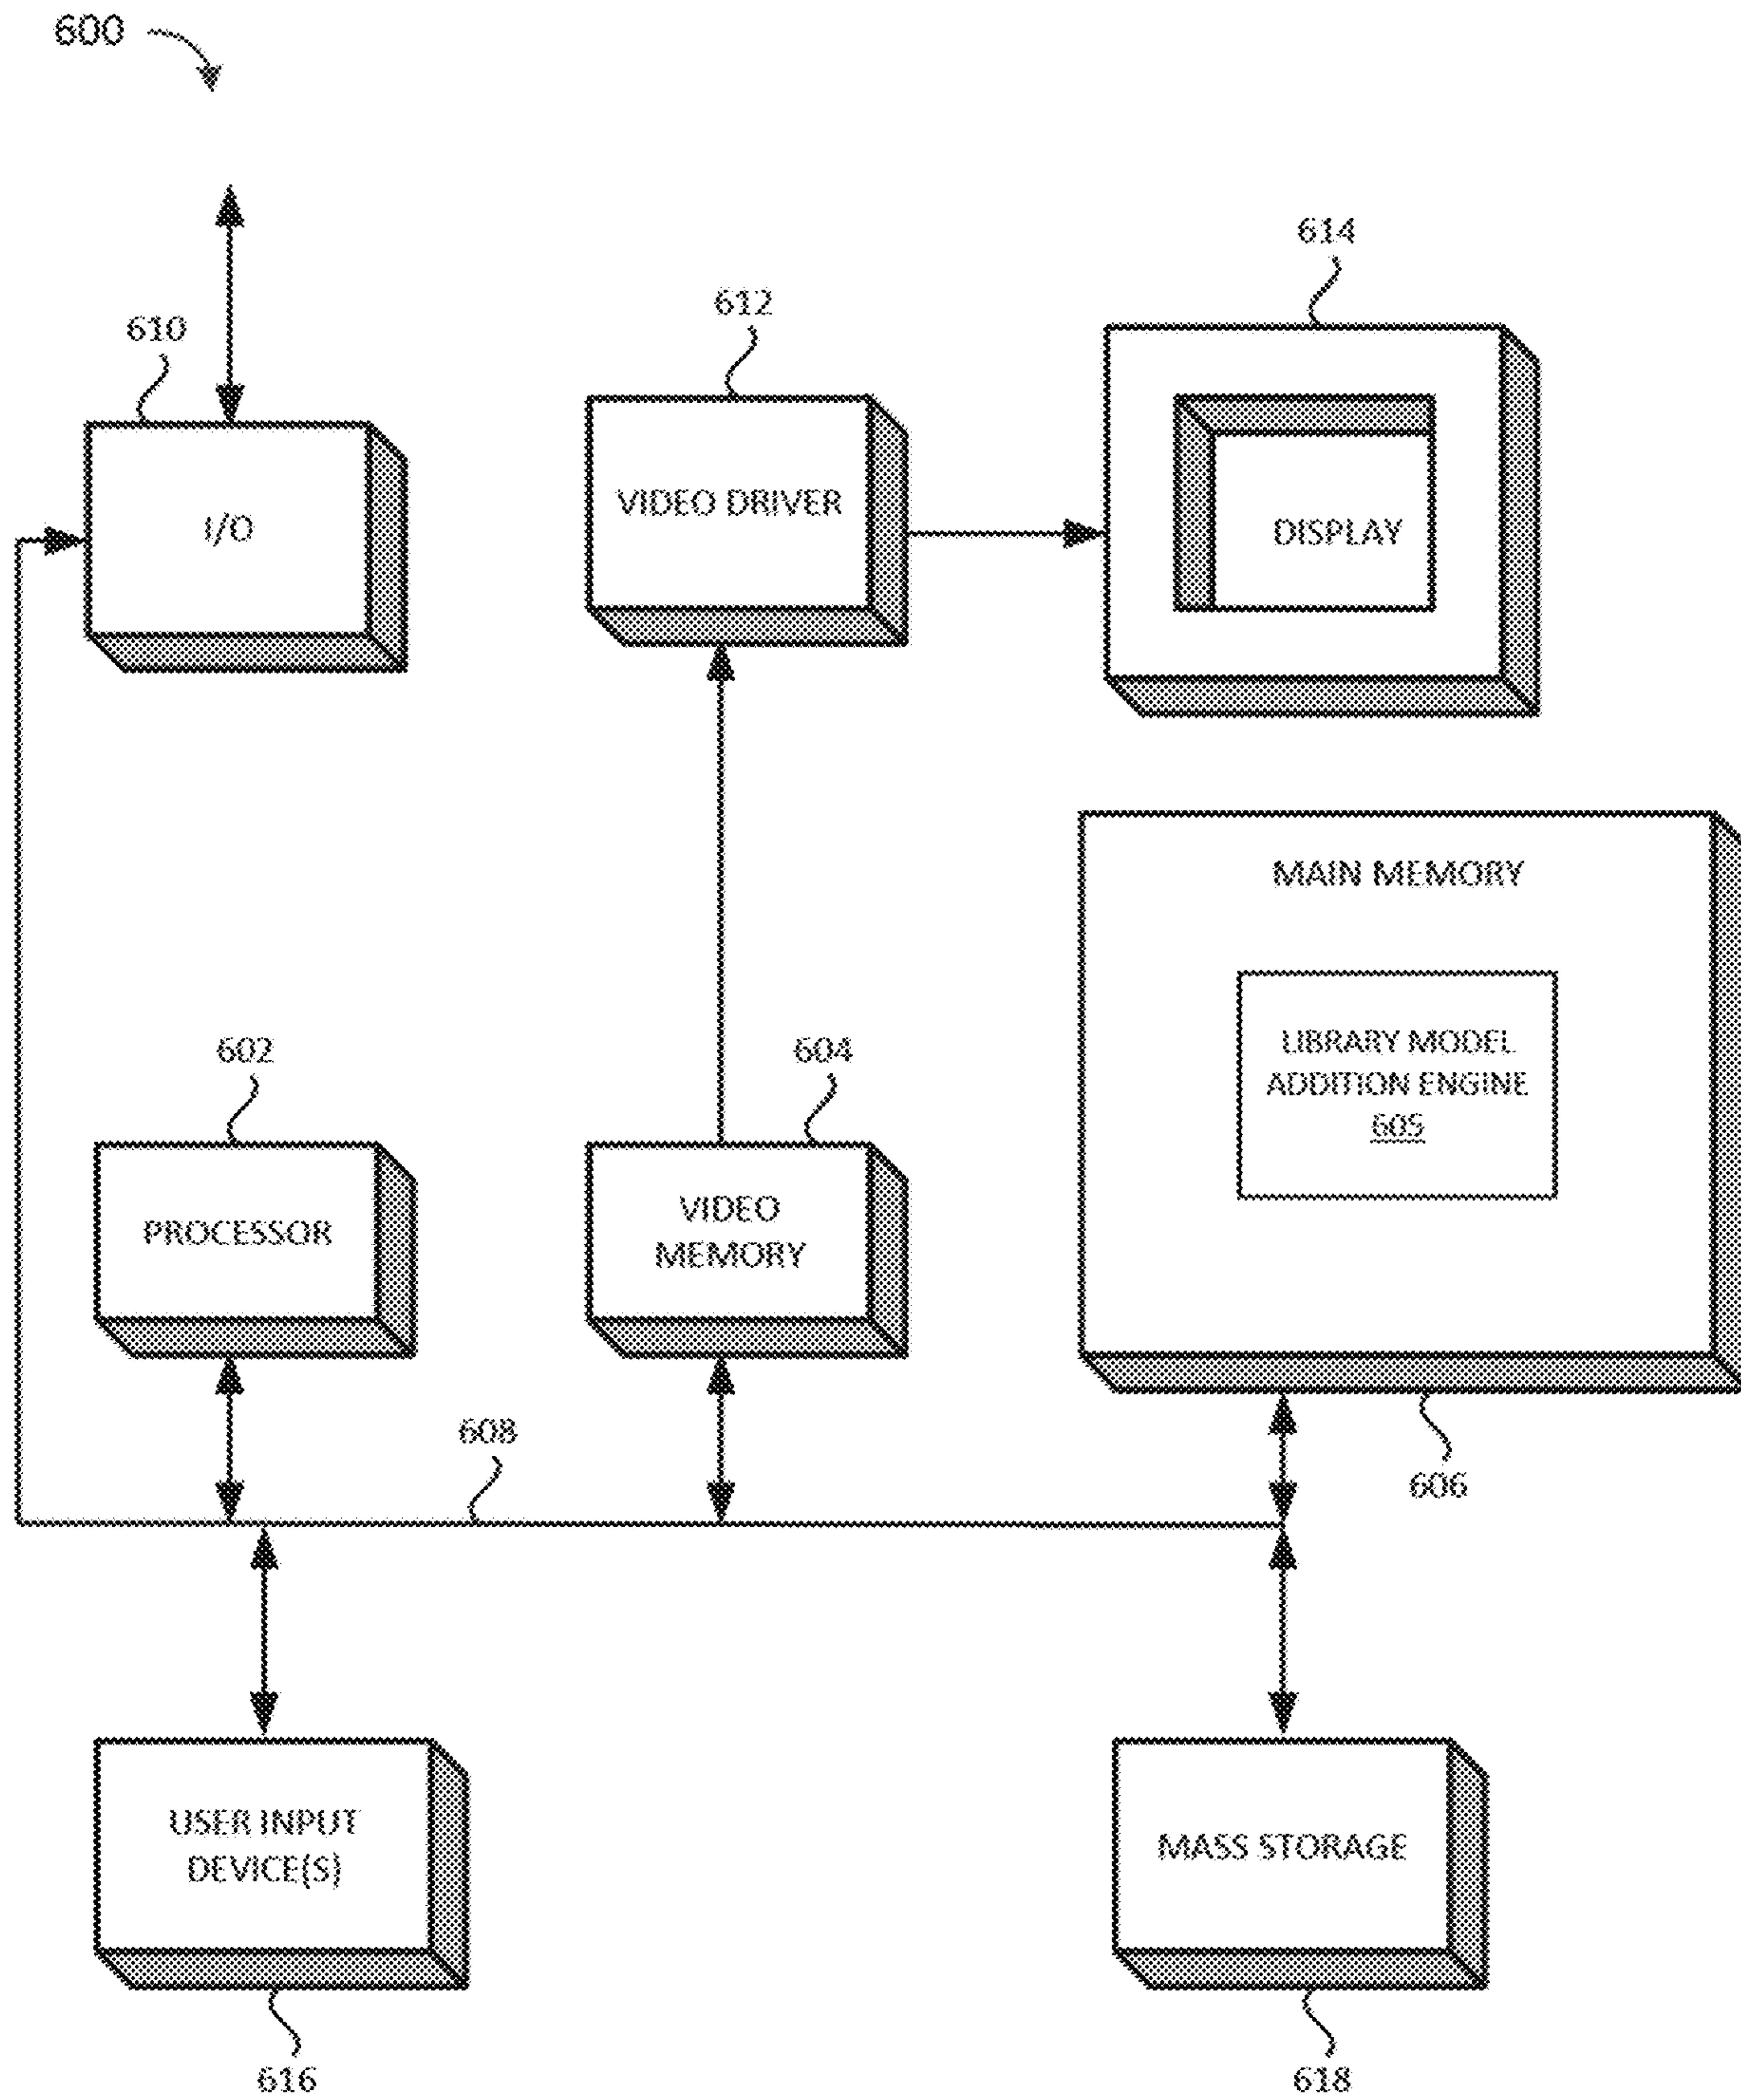 600
614
612
610
VIDEO DRIVER
I/O
DISPLAY
MAIN MEMORY
LIBRARY MODEL
ADDITION ENGINE
605
602
604
PROCESSOR
VIDEO
MEMORY
608
606
USER INPUT
DEVICE(S)
MASS STORAGE
616
618